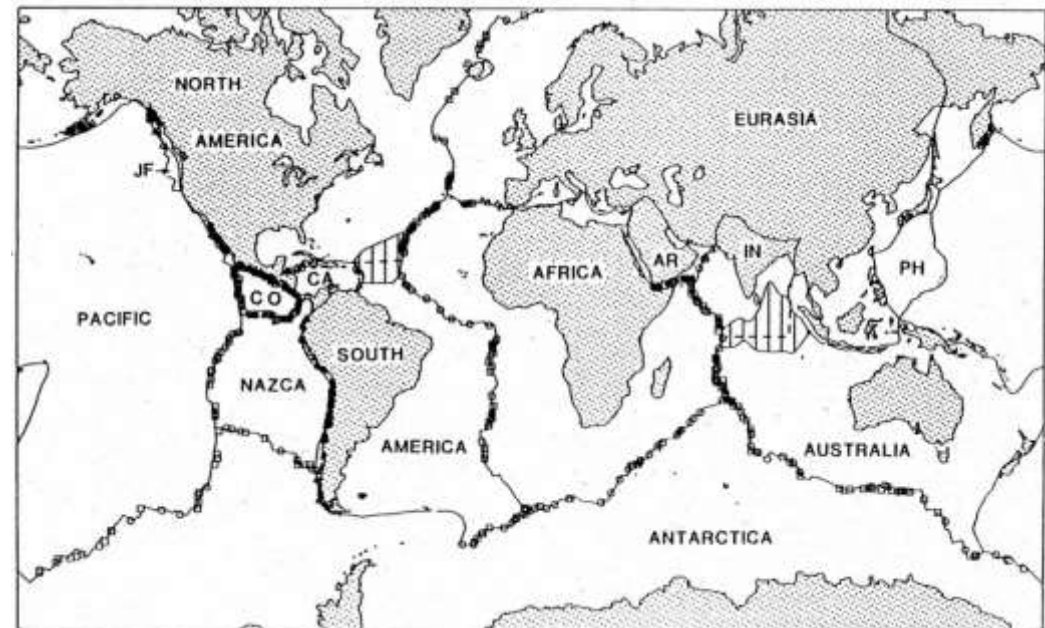 NORTH
AMERICA
EURASIA
JF
AR
IN
PH
AFRICA
CA
CO
PACIFIC
SOUTH
NAZCA
AMERICA
AUSTRALIA
ANTARCTICA